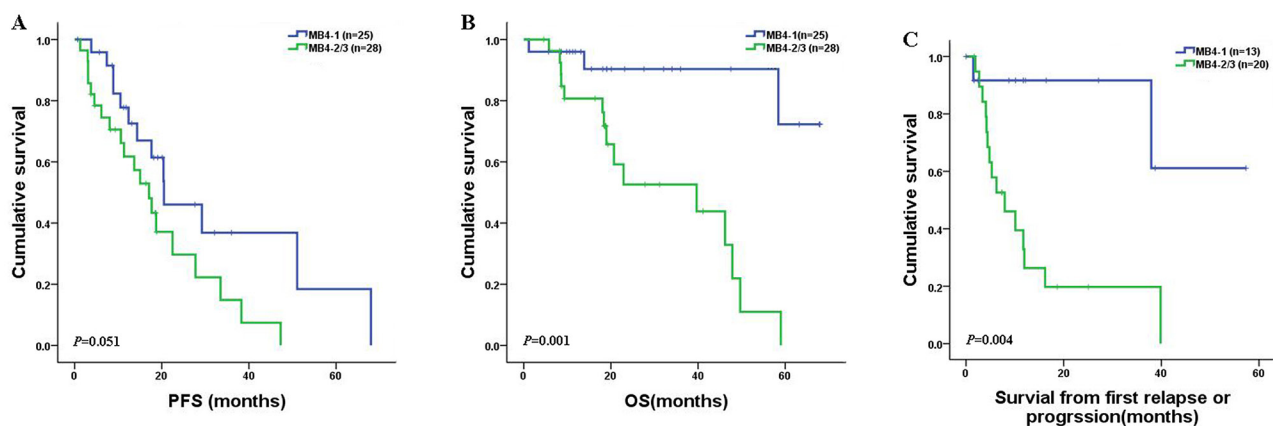 A
MB4-1 (n=25)
MB4-2/3 (n=28)
Cumulative survival
1.0
0.8
0.6
0.4
0.2
0.0
P=0.051
0
20
40
60
PFS (months)
B
MB4-1(n=25)
MB4-2/3 (n=28)
Cumulative survival
1.0
0.8
0.6
0.4
0.2
0.0
P=0.001
0
20
40
60
OS(months)
C
MB4-1 (n=13)
MB4-2/3 (n=20)
Cumulative survival
1.0
0.8
0.6
0.4
0.2
0.0
P=0.004
0
20
40
60
Survial from first relapse or
progrssion(months)